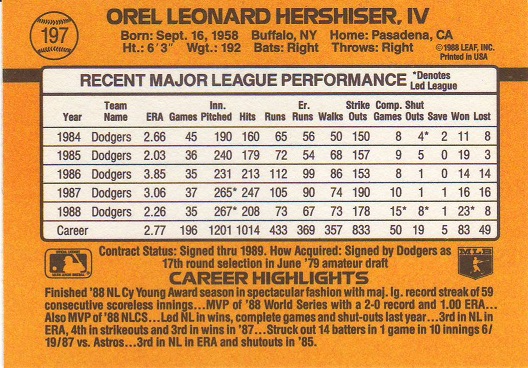 197
OREL LEONARD HERSHISER, IV
Born: Sept. 16, 1958 Buffalo, NY Home: Pasadena, CA
Ht.: 6'3" Wgt.: 192 Bats: Right Throws: Right
©1988 LEAF, INC.
Printed in USA
RECENT MAJOR LEAGUE PERFORMANCE *Denotes Led League
Year Team Name ERA Games Inn. Pitched Hits Runs Er. Runs Walks Strike Outs Comp. Games Shut Outs Save Won Lost
1984 Dodgers 2.66 45 190 160 65 56 50 150 8 4* 2 11 8
1985 Dodgers 2.03 36 240 179 72 54 68 157 9 5 0 19 3
1986 Dodgers 3.85 35 231 213 112 99 86 153 8 1 0 14 14
1987 Dodgers 3.06 37 265* 247 105 90 74 190 10 1 1 16 16
1988 Dodgers 2.26 35 267* 208 73 67 73 178 15* 8* 1 23* 8
Career 2.77 196 1201 1014 433 367 357 833 50 19 5 83 49
Contract Status: Signed thru 1989. How Acquired: Signed by Dodgers as
17th round selection in June '79 amateur draft
MLB
CAREER HIGHLIGHTS
Finished '88 NL Cy Young Award season in spectacular fashion with maj. lg. record streak of 59
consecutive scoreless innings...MVP of '88 World Series with a 2-0 record and 1.00 ERA...
Also MVP of '88 NLCS...Led NL in wins, complete games and shut-outs last year...3rd in NL in
ERA, 4th in strikeouts and 3rd in wins in '87...Struck out 14 batters in 1 game in 10 innings 6/
19/87 vs. Astros...3rd in NL in ERA and shutouts in '85.